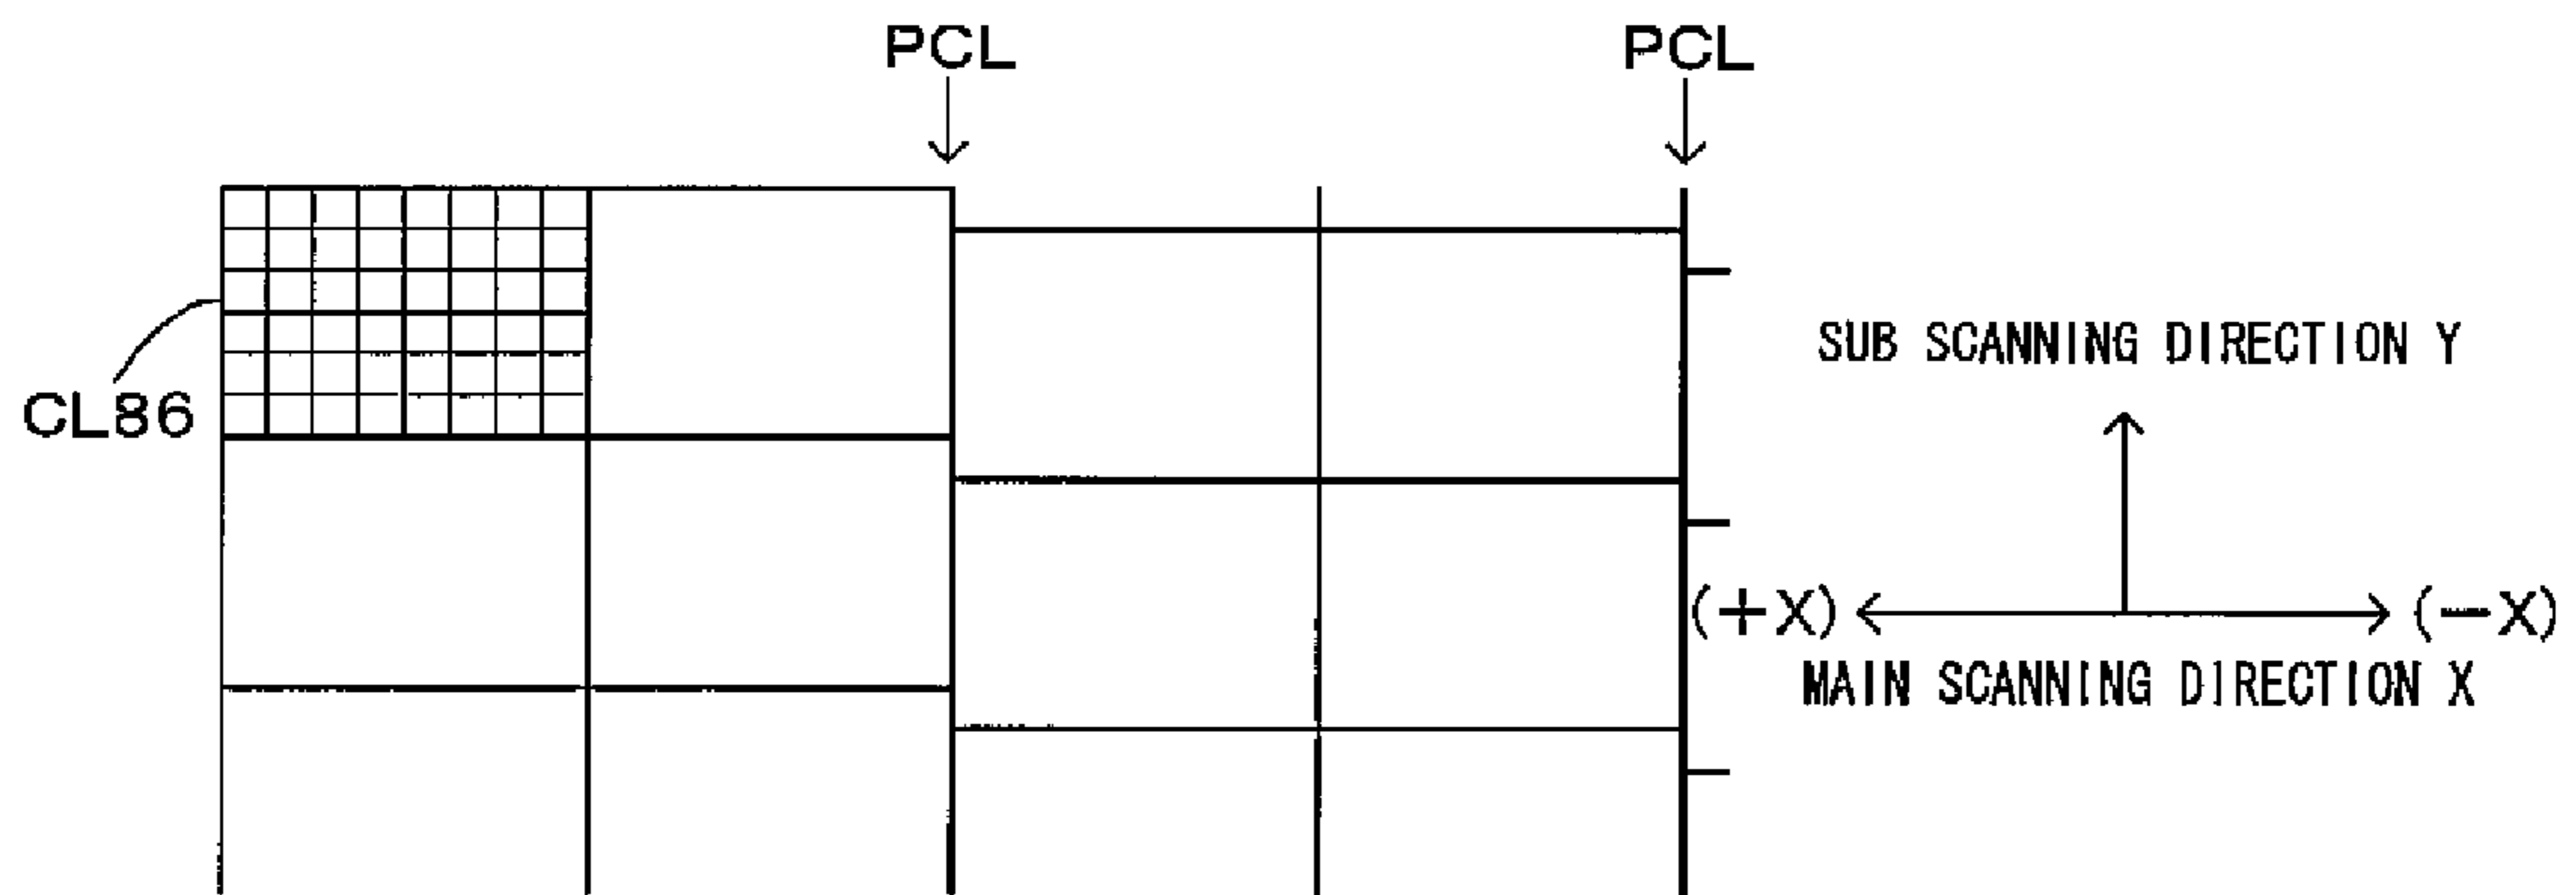 PCL PCL
CL86
SUB SCANNING DIRECTION Y
(+X) (−X)
MAIN SCANNING DIRECTION X